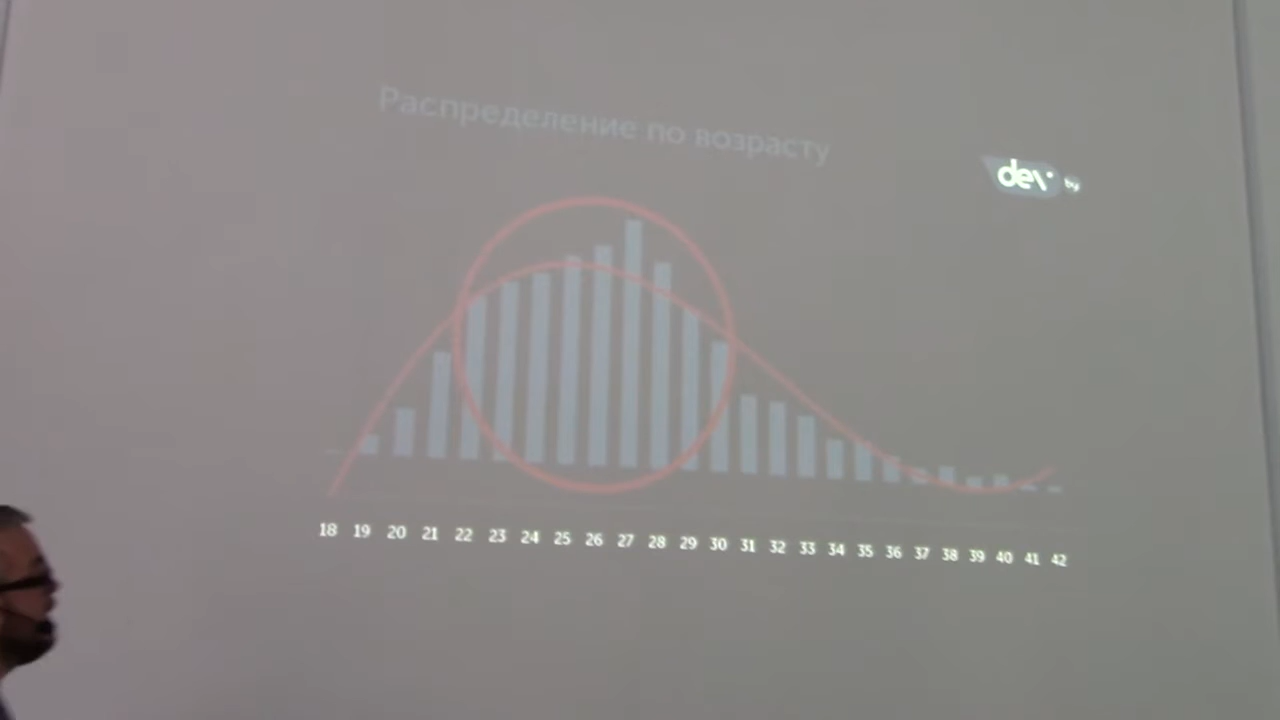 Распределение по возрасту
dev by
18 19 20 21 22 23 24 25 26 27 28 29 30 31 32 33 34 35 36 37 38 39 40 41 42